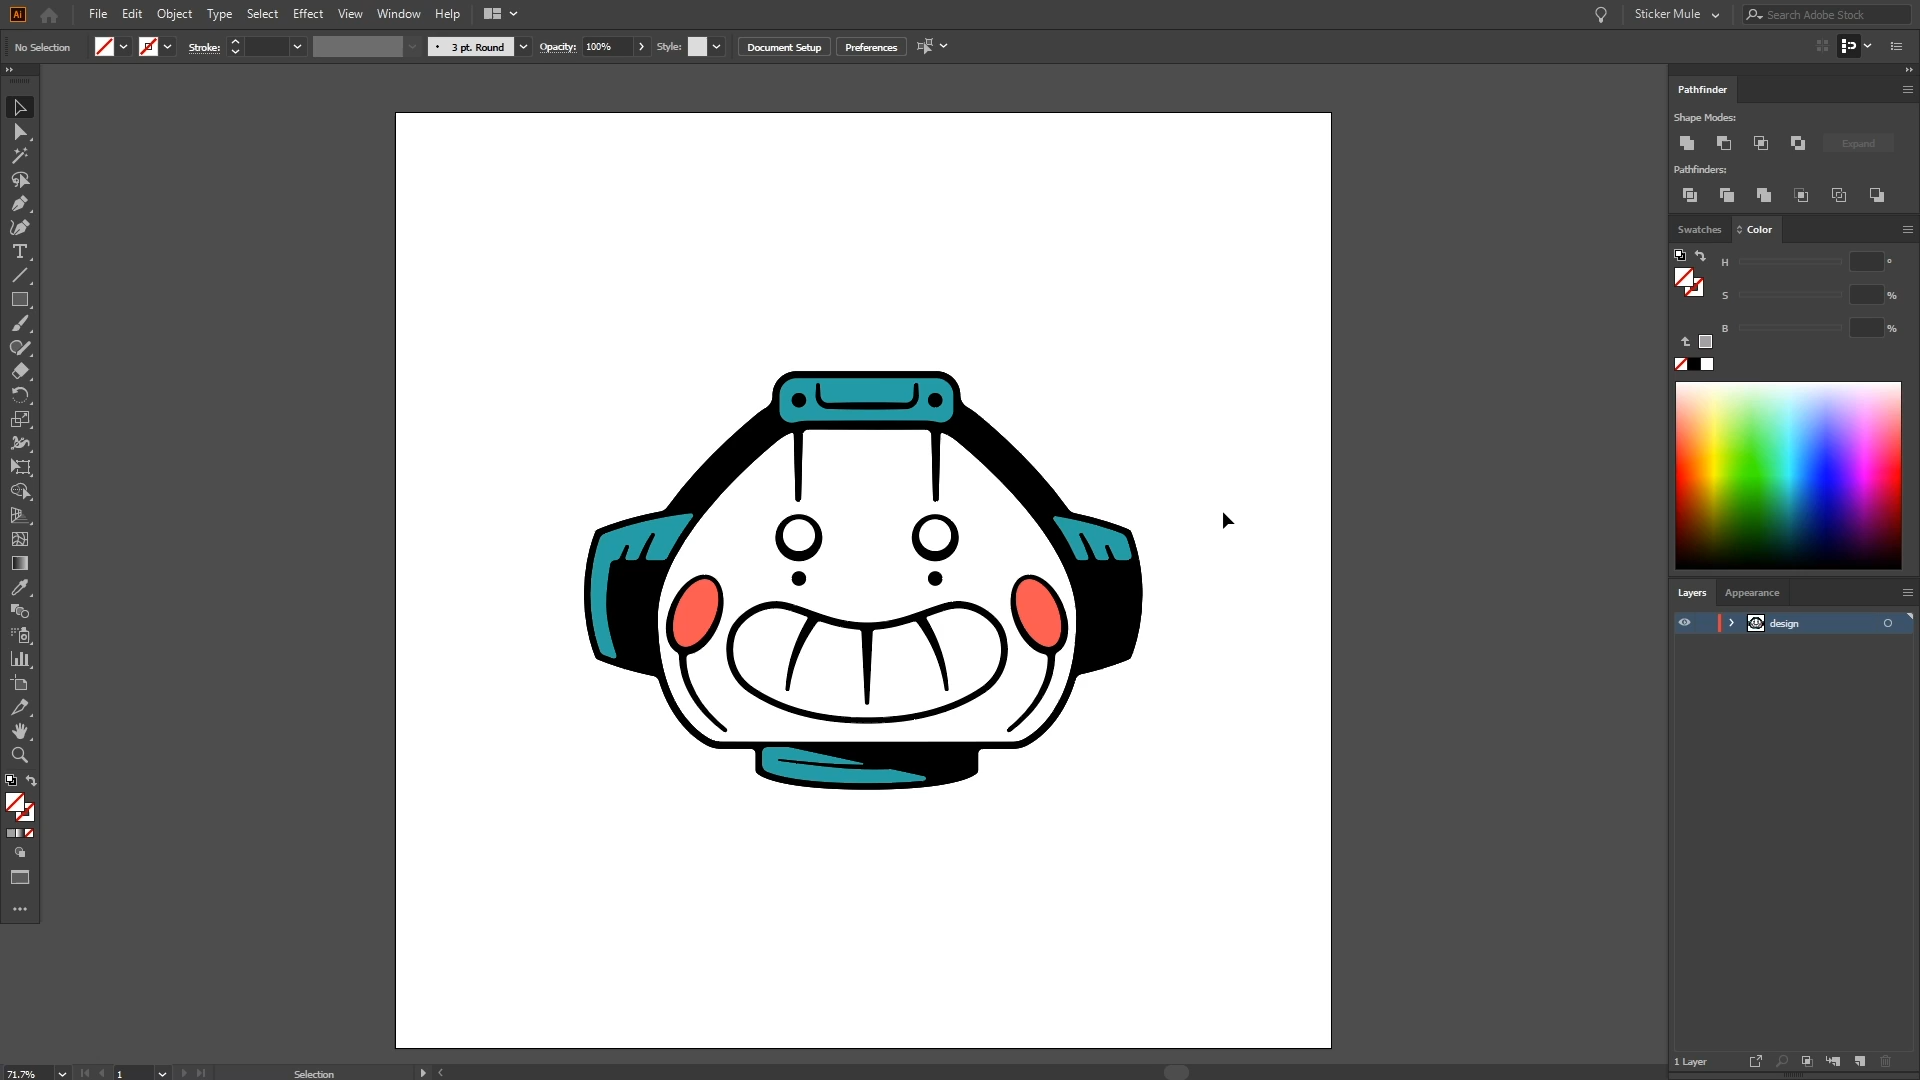 Ai File Edit Object Type Select Effect View Window Help Sticker Mule Search Adobe Stock
No Selection Stroke: 3 pt. Round Opacity: 100% Style: Document Setup Preferences
Pathfinder
Shape Modes:
Expand
Pathfinders:
Swatches Color
H °
S %
B %
Layers Appearance
design
1 Layer
71.7% 1 Selection